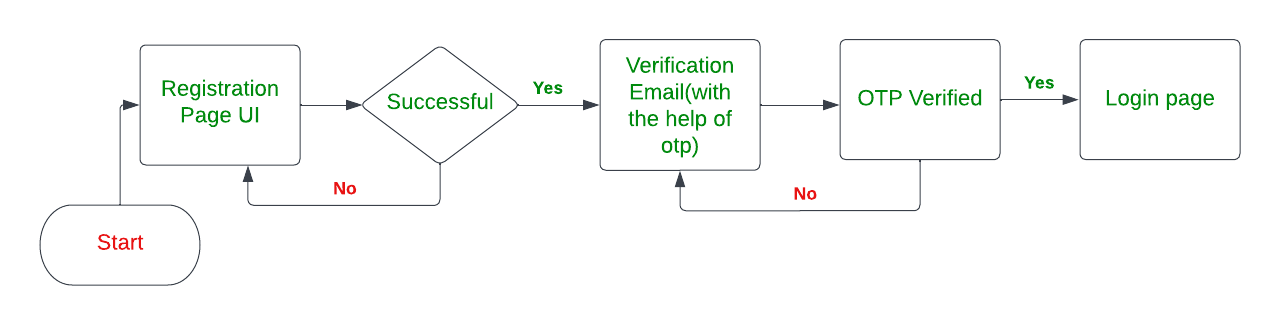 Registration
Page UI
Successful
Yes
Verification
Email(with
the help of
otp)
OTP Verified
Yes
Login page
No
No
Start